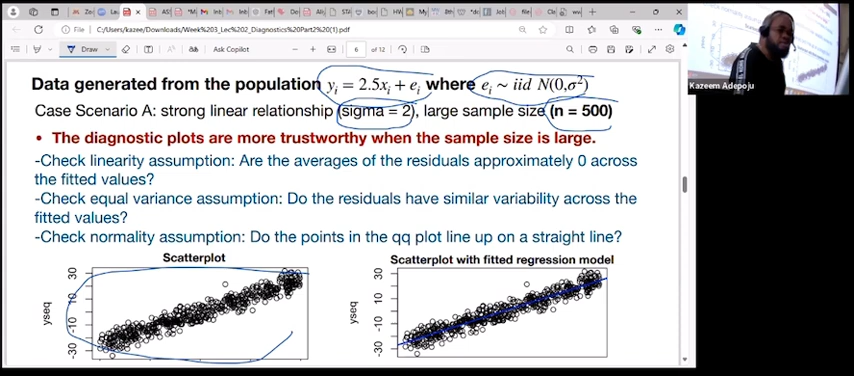 File
C:/Users/kazee/Downloads/Week%203_Lec%202_Diagnostics%20Part2%20(1).pdf
Draw
Ask Copilot
6
of 12
Data generated from the population yᵢ = 2.5xᵢ + eᵢ where eᵢ ~ iid N(0,σ²)
Case Scenario A: strong linear relationship (sigma = 2), large sample size (n = 500)
• The diagnostic plots are more trustworthy when the sample size is large.
-Check linearity assumption: Are the averages of the residuals approximately 0 across
the fitted values?
-Check equal variance assumption: Do the residuals have similar variability across the
fitted values?
-Check normality assumption: Do the points in the qq plot line up on a straight line?
Scatterplot
yseq
-30 -10 10 30
Scatterplot with fitted regression model
yseq
-30 -10 10 30
Kazeem Adepoju